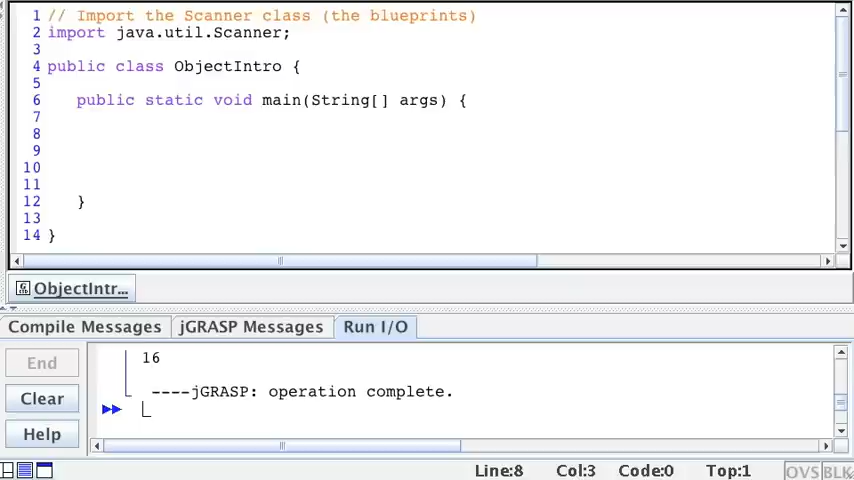 1 // Import the Scanner class (the blueprints)
2 import java.util.Scanner;
3
4 public class ObjectIntro {
5
6 public static void main(String[] args) {
7
8
9
10
11
12 }
13
14 }
ObjectIntr...
Compile Messages jGRASP Messages Run I/O
End
Clear
Help
16
----jGRASP: operation complete.
Line:8 Col:3 Code:0 Top:1 OVS BLK